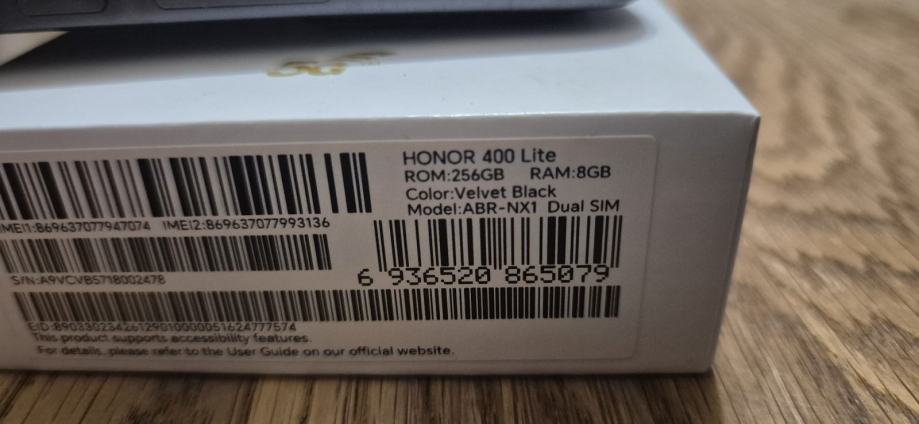 5G
HONOR 400 Lite
ROM:256GB RAM:8GB
Color:Velvet Black
Model:ABR-NX1 Dual SIM
IMEI1:869637077947074 IMEI2:869637077993136
S/N:A9VCVB5718002478
6 936520 865079
EID:89033023426129010000051624777574
This product supports accessibility features.
For details, please refer to the User Guide on our official website.